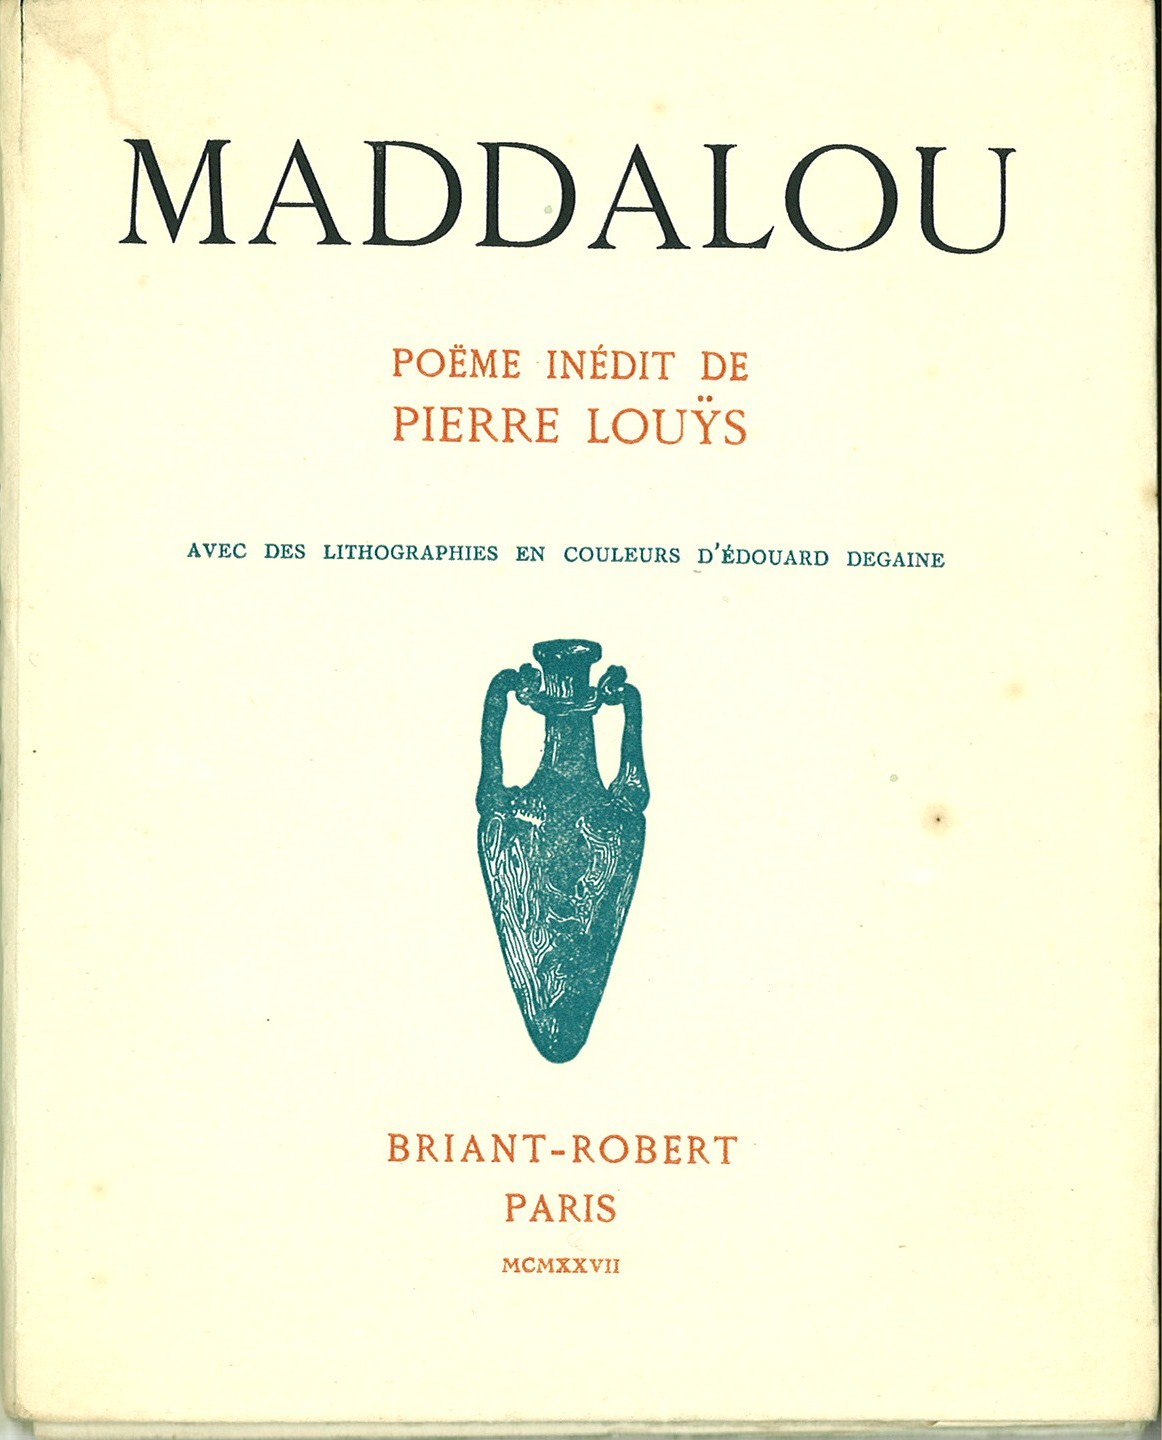 MADDALOU
POËME INÉDIT DE
PIERRE LOUŸS
AVEC DES LITHOGRAPHIES EN COULEURS D'ÉDOUARD DEGAINE
BRIANT-ROBERT
PARIS
MCMXXVII